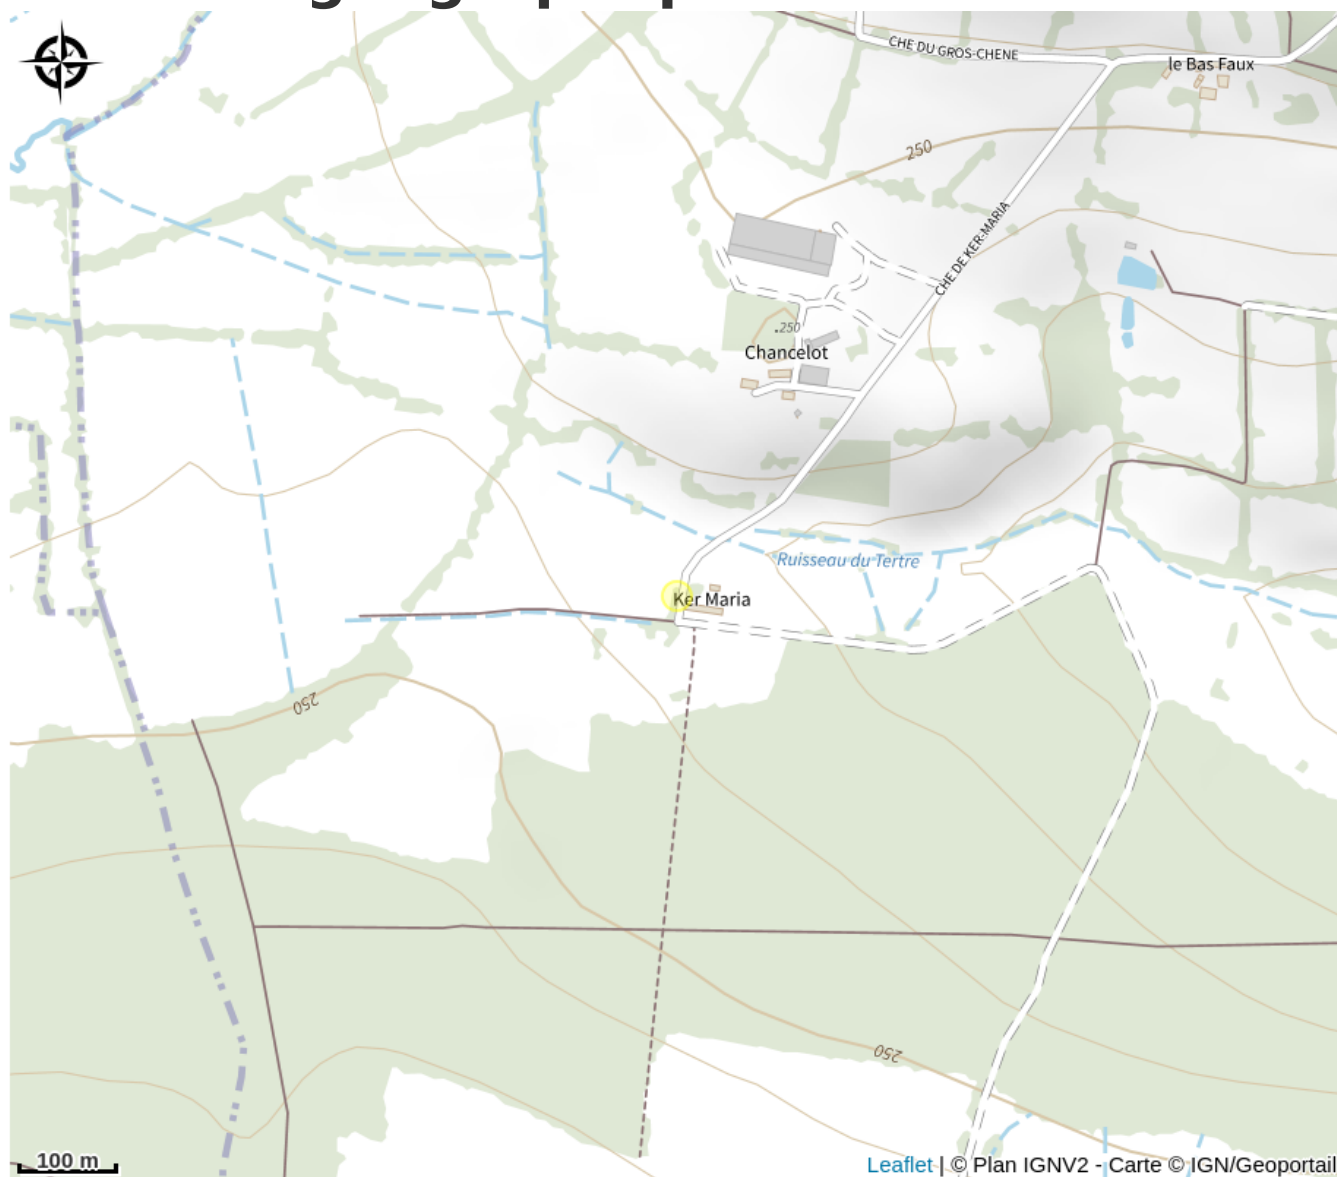 CHE DU GROS-CHENE
le Bas Faux
250
CHE DE KER-MARIA
.250
Chancelot
Ruisseau du Tertre
Ker Maria
250
250
100 m
Leaflet | © Plan IGNV2 - Carte © IGN/Geoportail